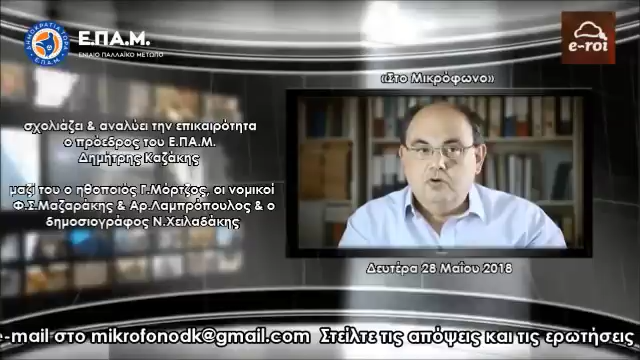 Ε.ΠΑ.Μ.
ΕΝΙΑΙΟ ΠΑΛΛΑΪΚΟ ΜΕΤΩΠΟ
ΔΗΜΟΚΡΑΤΙΑ ΤΩΡΑ
Ε.Π.Α.Μ.
e-roi
«Στο Μικρόφωνο»
σχολιάζει & αναλύει την επικαιρότητα
ο πρόεδρος του Ε.ΠΑ.Μ.
Δημήτρης Καζάκης
μαζί του ο ηθοποιός Γ.Μόρτζος, οι νομικοί
Φ.Σ.Μαζαράκης & Αρ.Λαμπρόπουλος & ο
δημοσιογράφος Ν.Χειλαδάκης
Δευτέρα 28 Μαΐου 2018
e-mail στο mikrofonodk@gmail.com Στείλτε τις απόψεις και τις ερωτήσεις